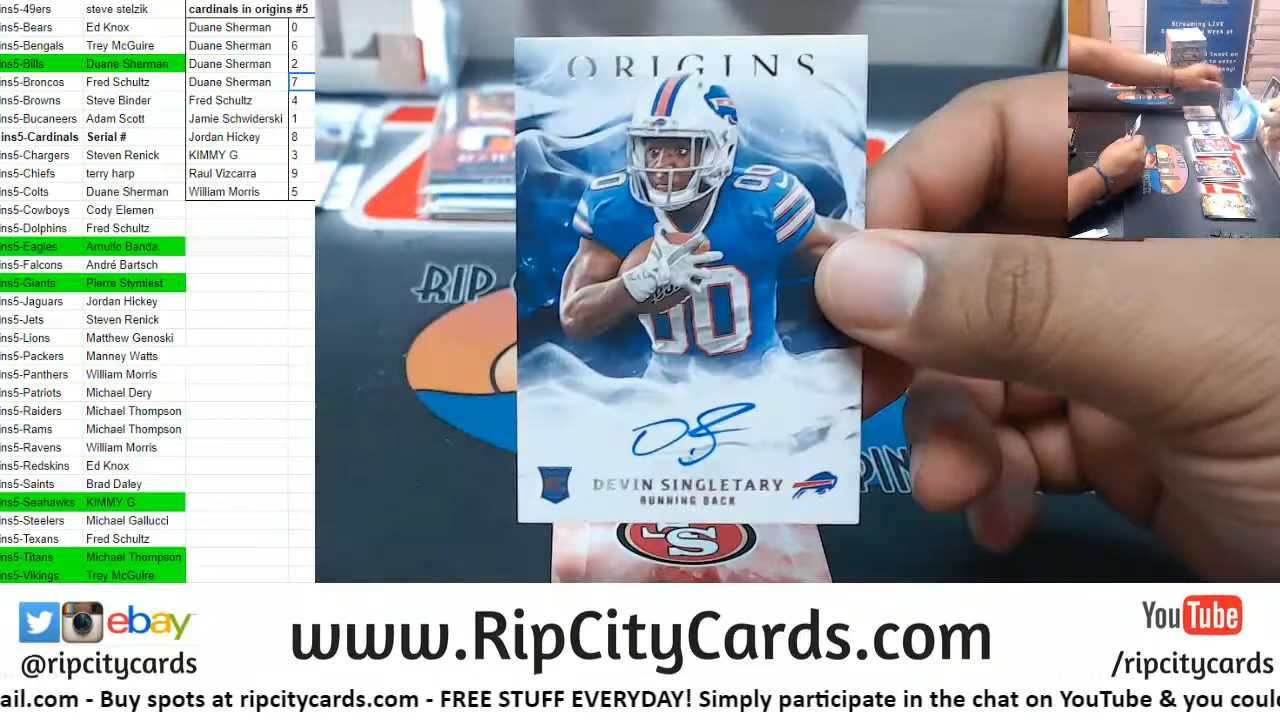 ins5-49ers steve stelzik cardinals in origins #5
ins5-Bears Ed Knox Duane Sherman 0
ins5-Bengals Trey McGuire Duane Sherman 6
ins5-Bills Duane Sherman Duane Sherman 2
ins5-Broncos Fred Schultz Duane Sherman 7
ins5-Browns Steve Binder Fred Schultz 4
ins5-Bucaneers Adam Scott Jamie Schwiderski 1
ins5-Cardinals Serial # Jordan Hickey 8
ins5-Chargers Steven Renick KIMMY G 3
ins5-Chiefs terry harp Raul Vizcarra 9
ins5-Colts Duane Sherman William Morris 5
ins5-Cowboys Cody Elemen
ins5-Dolphins Fred Schultz
ins5-Eagles Arnulfo Banda
ins5-Falcons André Bartsch
ins5-Giants Pierre Stymiest
ins5-Jaguars Jordan Hickey
ins5-Jets Steven Renick
ins5-Lions Matthew Genoski
ins5-Packers Manney Watts
ins5-Panthers William Morris
ins5-Patriots Michael Dery
ins5-Raiders Michael Thompson
ins5-Rams Michael Thompson
ins5-Ravens William Morris
ins5-Redskins Ed Knox
ins5-Saints Brad Daley
ins5-Seahawks KIMMY G
ins5-Steelers Michael Gallucci
ins5-Texans Fred Schultz
ins5-Titans Michael Thompson
ins5-Vikings Trey McGuire
ORIGINS
00
00
RIP
PIN
DEVIN SINGLETARY
RUNNING BACK
SF
Streaming LIVE
Week at
ebay
@ripcitycards
www.RipCityCards.com
YouTube
/ripcitycards
ail.com - Buy spots at ripcitycards.com - FREE STUFF EVERYDAY! Simply participate in the chat on YouTube & you coul